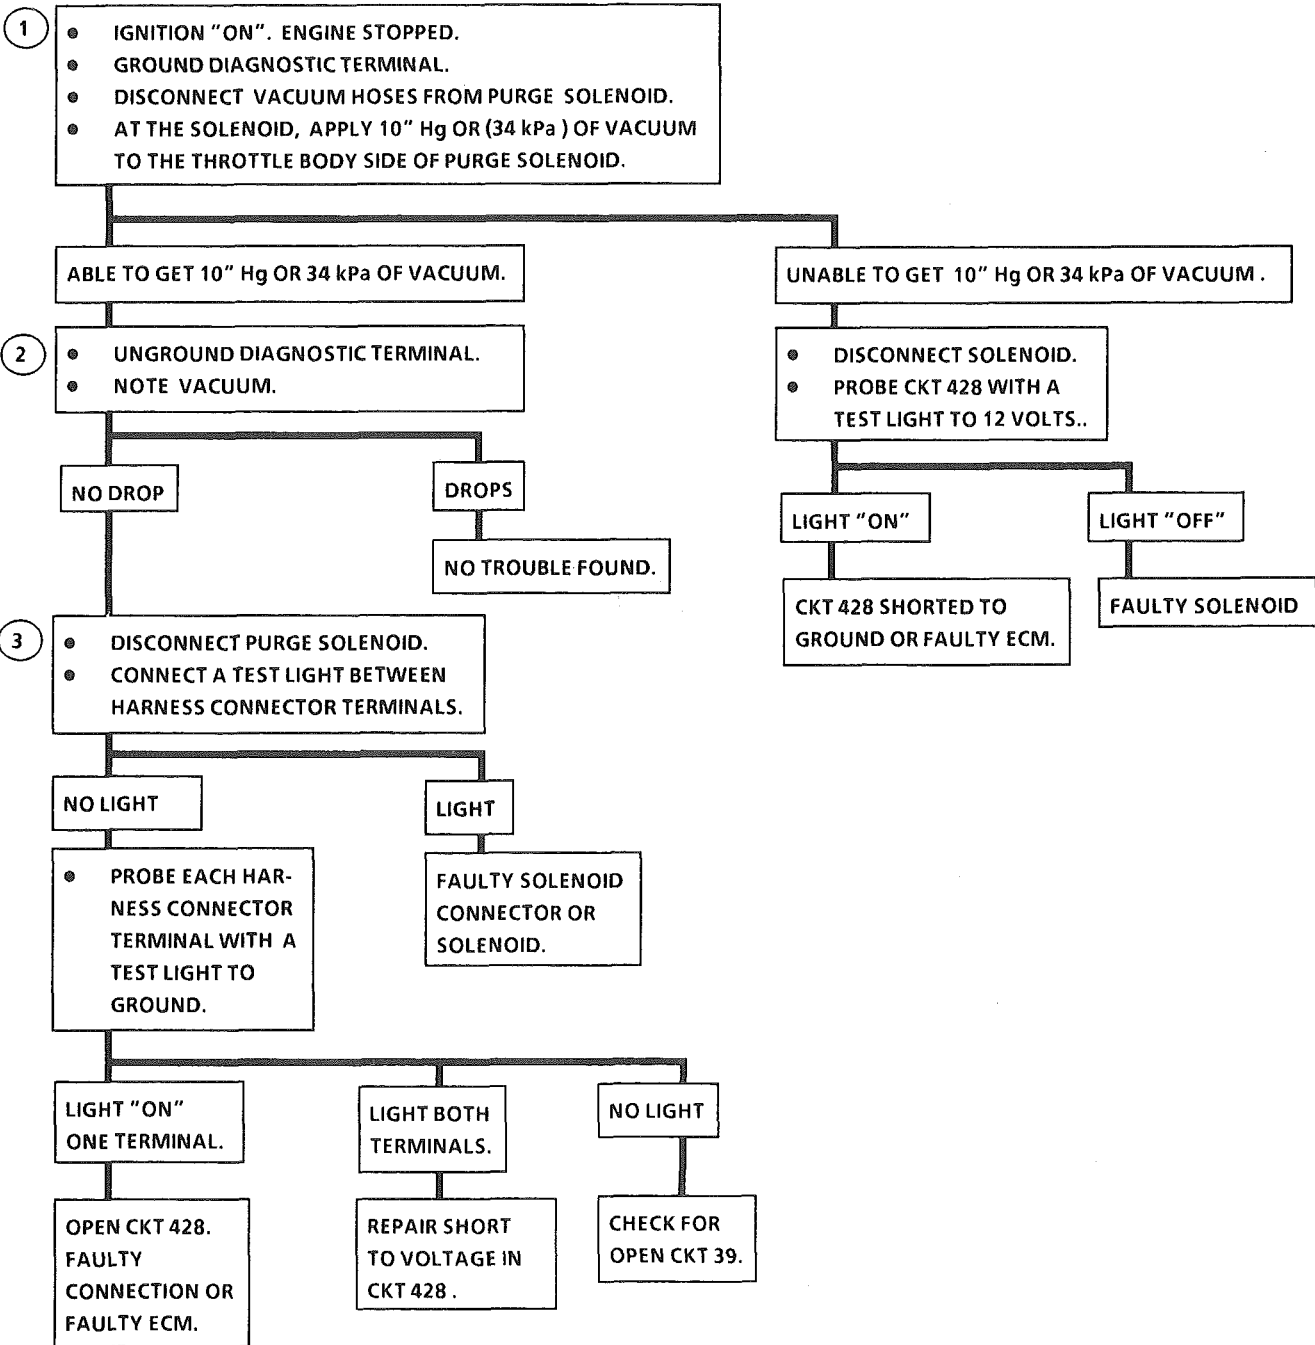 1
● IGNITION "ON". ENGINE STOPPED.
● GROUND DIAGNOSTIC TERMINAL.
● DISCONNECT VACUUM HOSES FROM PURGE SOLENOID.
● AT THE SOLENOID, APPLY 10" Hg OR (34 kPa ) OF VACUUM
TO THE THROTTLE BODY SIDE OF PURGE SOLENOID.
ABLE TO GET 10" Hg OR 34 kPa OF VACUUM.
UNABLE TO GET 10" Hg OR 34 kPa OF VACUUM .
2
● UNGROUND DIAGNOSTIC TERMINAL.
● NOTE VACUUM.
● DISCONNECT SOLENOID.
● PROBE CKT 428 WITH A
TEST LIGHT TO 12 VOLTS..
NO DROP
DROPS
NO TROUBLE FOUND.
LIGHT "ON"
LIGHT "OFF"
CKT 428 SHORTED TO
GROUND OR FAULTY ECM.
FAULTY SOLENOID
3
● DISCONNECT PURGE SOLENOID.
● CONNECT A TEST LIGHT BETWEEN
HARNESS CONNECTOR TERMINALS.
NO LIGHT
LIGHT
● PROBE EACH HAR-
NESS CONNECTOR
TERMINAL WITH A
TEST LIGHT TO
GROUND.
FAULTY SOLENOID
CONNECTOR OR
SOLENOID.
LIGHT "ON"
ONE TERMINAL.
LIGHT BOTH
TERMINALS.
NO LIGHT
OPEN CKT 428.
FAULTY
CONNECTION OR
FAULTY ECM.
REPAIR SHORT
TO VOLTAGE IN
CKT 428 .
CHECK FOR
OPEN CKT 39.